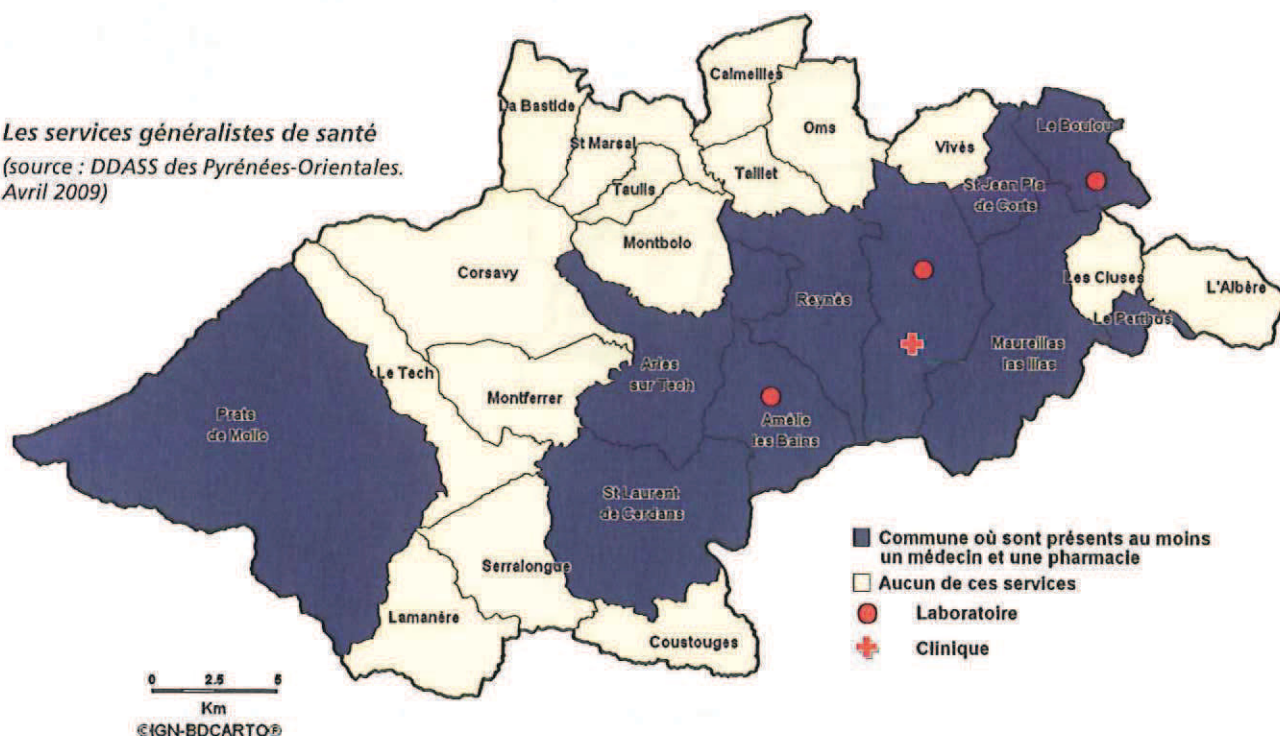 Les services généralistes de santé
(source : DDASS des Pyrénées-Orientales.
Avril 2009)
Calmeilles
La Bastide
Oms
Le Boulou
St Marsal
Vivès
Taillet
Taulis
St Jean Pla
de Corts
Montbolo
Corsavy
Les Cluses
L'Albère
Reynès
Le Perthus
Maureillas
las Illas
Arles
sur Tech
Le Tech
Montferrer
Prats
de Mollo
Amélie
les Bains
St Laurent
de Cerdans
Serralongue
Lamanère
Coustouges
Commune où sont présents au moins
un médecin et une pharmacie
Aucun de ces services
Laboratoire
Clinique
0 2.5 5
Km
©IGN-BDCARTO®